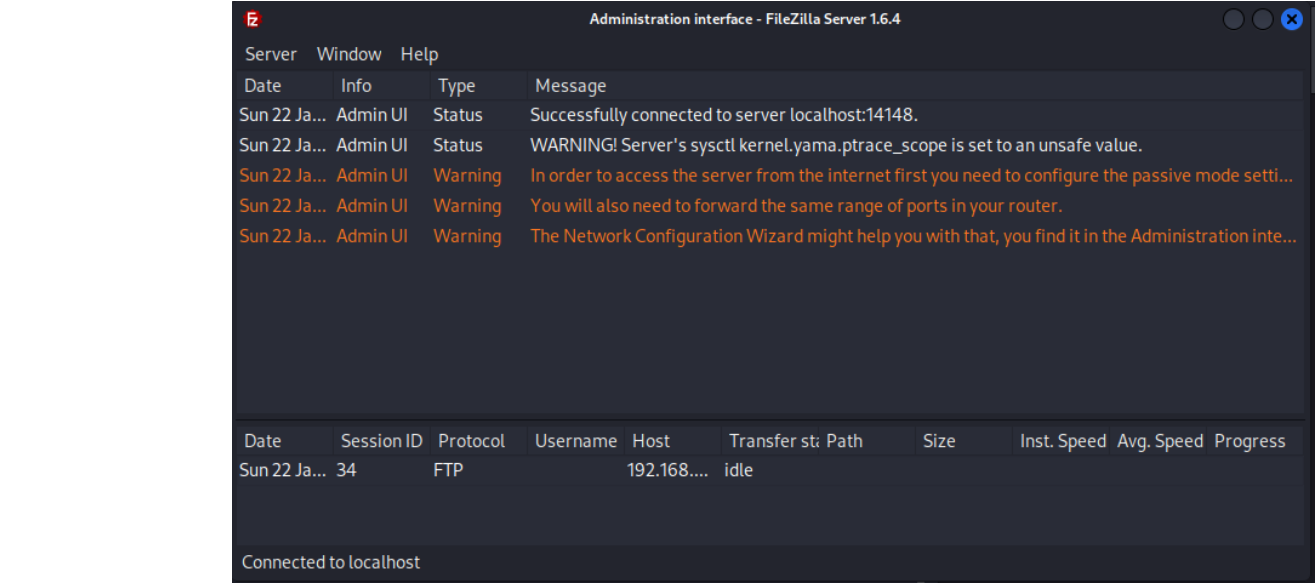 Fz Administration interface - FileZilla Server 1.6.4
Server Window Help
Date Info Type Message
Sun 22 Ja... Admin UI Status Successfully connected to server localhost:14148.
Sun 22 Ja... Admin UI Status WARNING! Server's sysctl kernel.yama.ptrace_scope is set to an unsafe value.
Sun 22 Ja... Admin UI Warning In order to access the server from the internet first you need to configure the passive mode setti...
Sun 22 Ja... Admin UI Warning You will also need to forward the same range of ports in your router.
Sun 22 Ja... Admin UI Warning The Network Configuration Wizard might help you with that, you find it in the Administration inte...
Date Session ID Protocol Username Host Transfer sta Path Size Inst. Speed Avg. Speed Progress
Sun 22 Ja... 34 FTP 192.168.... idle
Connected to localhost